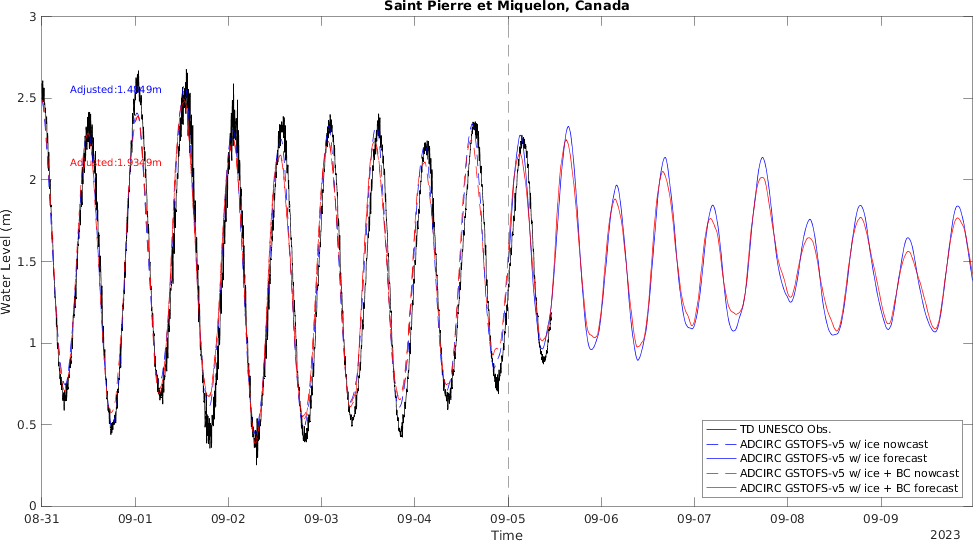 Saint Pierre et Miquelon, Canada
3
2.5
2
1.5
1
0.5
0
Water Level (m)
Adjusted:1.4849m
Adjusted:1.9349m
TD UNESCO Obs.
ADCIRC GSTOFS-v5 w/ ice nowcast
ADCIRC GSTOFS-v5 w/ ice forecast
ADCIRC GSTOFS-v5 w/ ice + BC nowcast
ADCIRC GSTOFS-v5 w/ ice + BC forecast
08-31 09-01 09-02 09-03 09-04 09-05 09-06 09-07 09-08 09-09
Time
2023